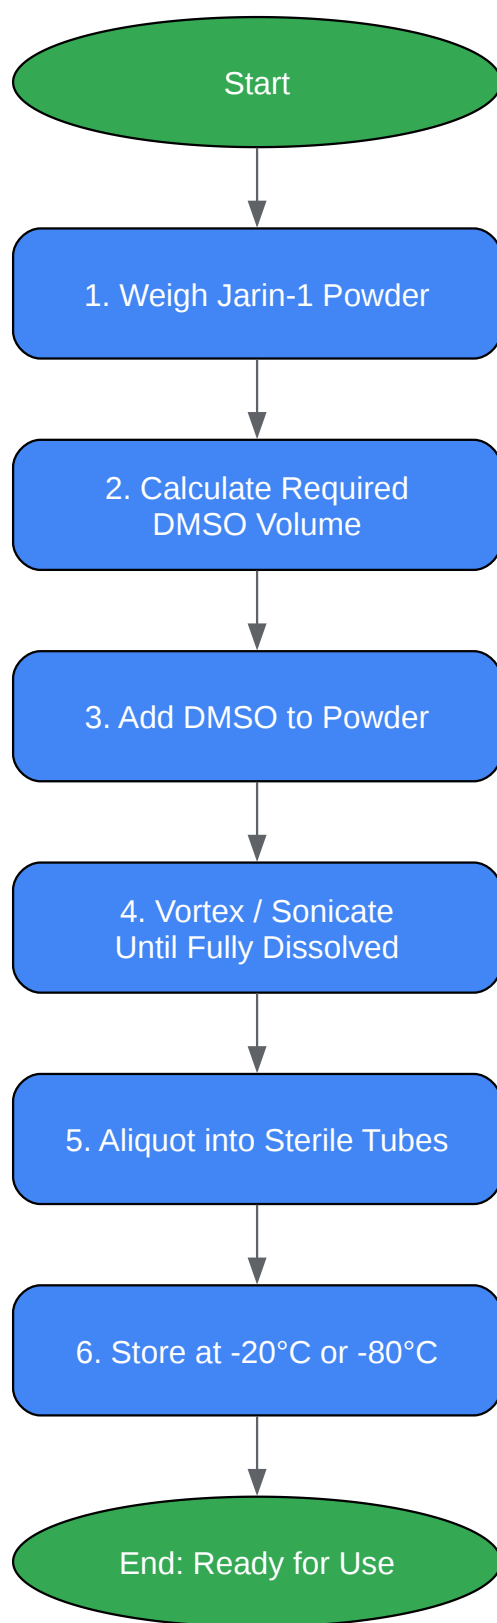 Start
1. Weigh Jarin-1 Powder
2. Calculate Required
DMSO Volume
3. Add DMSO to Powder
4. Vortex / Sonicate
Until Fully Dissolved
5. Aliquot into Sterile Tubes
6. Store at -20°C or -80°C
End: Ready for Use